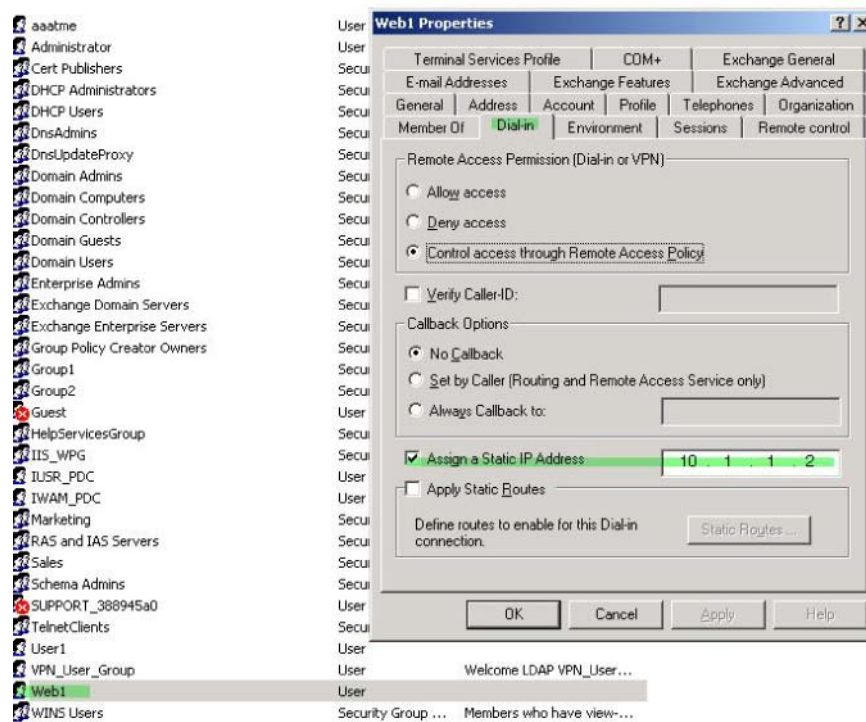 aaatme User
Administrator User
Cert Publishers Secu
DHCP Administrators Secu
DHCP Users Secu
DnsAdmins Secu
DnsUpdateProxy Secu
Domain Admins Secu
Domain Computers Secu
Domain Controllers Secu
Domain Guests Secu
Domain Users Secu
Enterprise Admins Secu
Exchange Domain Servers Secu
Exchange Enterprise Servers Secu
Group Policy Creator Owners Secu
Group1 Secu
Group2 Secu
Guest User
HelpServicesGroup Secu
IIS_WPG Secu
IUSR_PDC User
IWAM_PDC User
Marketing Secu
RAS and IAS Servers Secu
Sales Secu
Schema Admins Secu
SUPPORT_388945a0 User
TelnetClients Secu
User1 User
VPN_User_Group User Welcome LDAP VPN_User...
Web1 User
WINS Users Security Group ... Members who have view-...
Web1 Properties
Terminal Services Profile COM+ Exchange General
E-mail Addresses Exchange Features Exchange Advanced
General Address Account Profile Telephones Organization
Member Of Dial-in Environment Sessions Remote control
Remote Access Permission (Dial-in or VPN)
Allow access
Deny access
Control access through Remote Access Policy
Verify Caller-ID:
Callback Options
No Callback
Set by Caller (Routing and Remote Access Service only)
Always Callback to:
Assign a Static IP Address 10 . 1 . 1 . 2
Apply Static Routes
Define routes to enable for this Dial-in
connection.
Static Routes ...
OK Cancel Apply Help